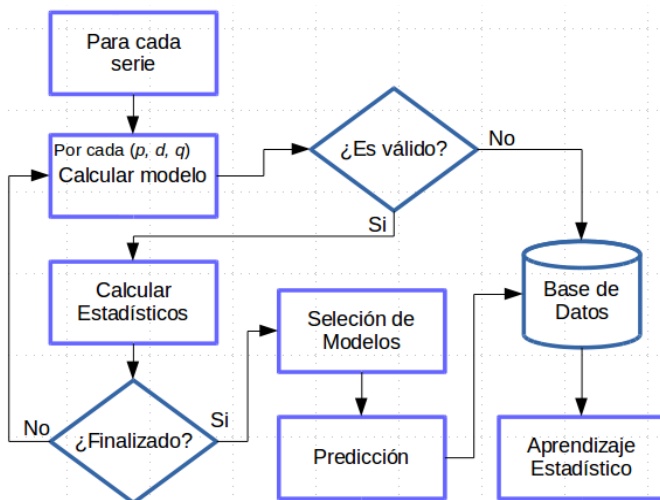 Para cada
serie
Por cada (p, d, q)
Calcular modelo
¿Es válido?
No
Si
Calcular
Estadísticos
Seleción de
Modelos
Base de
Datos
¿Finalizado?
No
Si
Predicción
Aprendizaje
Estadístico